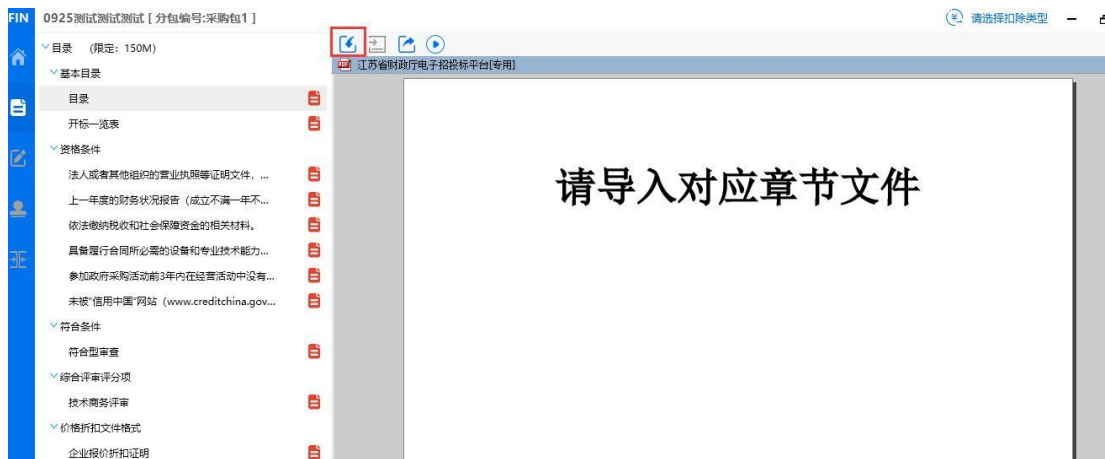 FIN
0925测试测试测试 [ 分包编号:采购包1 ]
请选择扣除类型
目录 (限定: 150M)
基本目录
目录
开标一览表
资格条件
法人或者其他组织的营业执照等证明文件，...
上一年度的财务状况报告（成立不满一年不...
依法缴纳税收和社会保障资金的相关材料。
具备履行合同所必需的设备和专业技术能力...
参加政府采购活动前3年内在经营活动中没有...
未被"信用中国"网站（www.creditchina.gov...
符合条件
符合型审查
综合评审评分项
技术商务评审
价格折扣文件格式
企业报价折扣证明
江苏省财政厅电子招投标平台[专用]
请导入对应章节文件